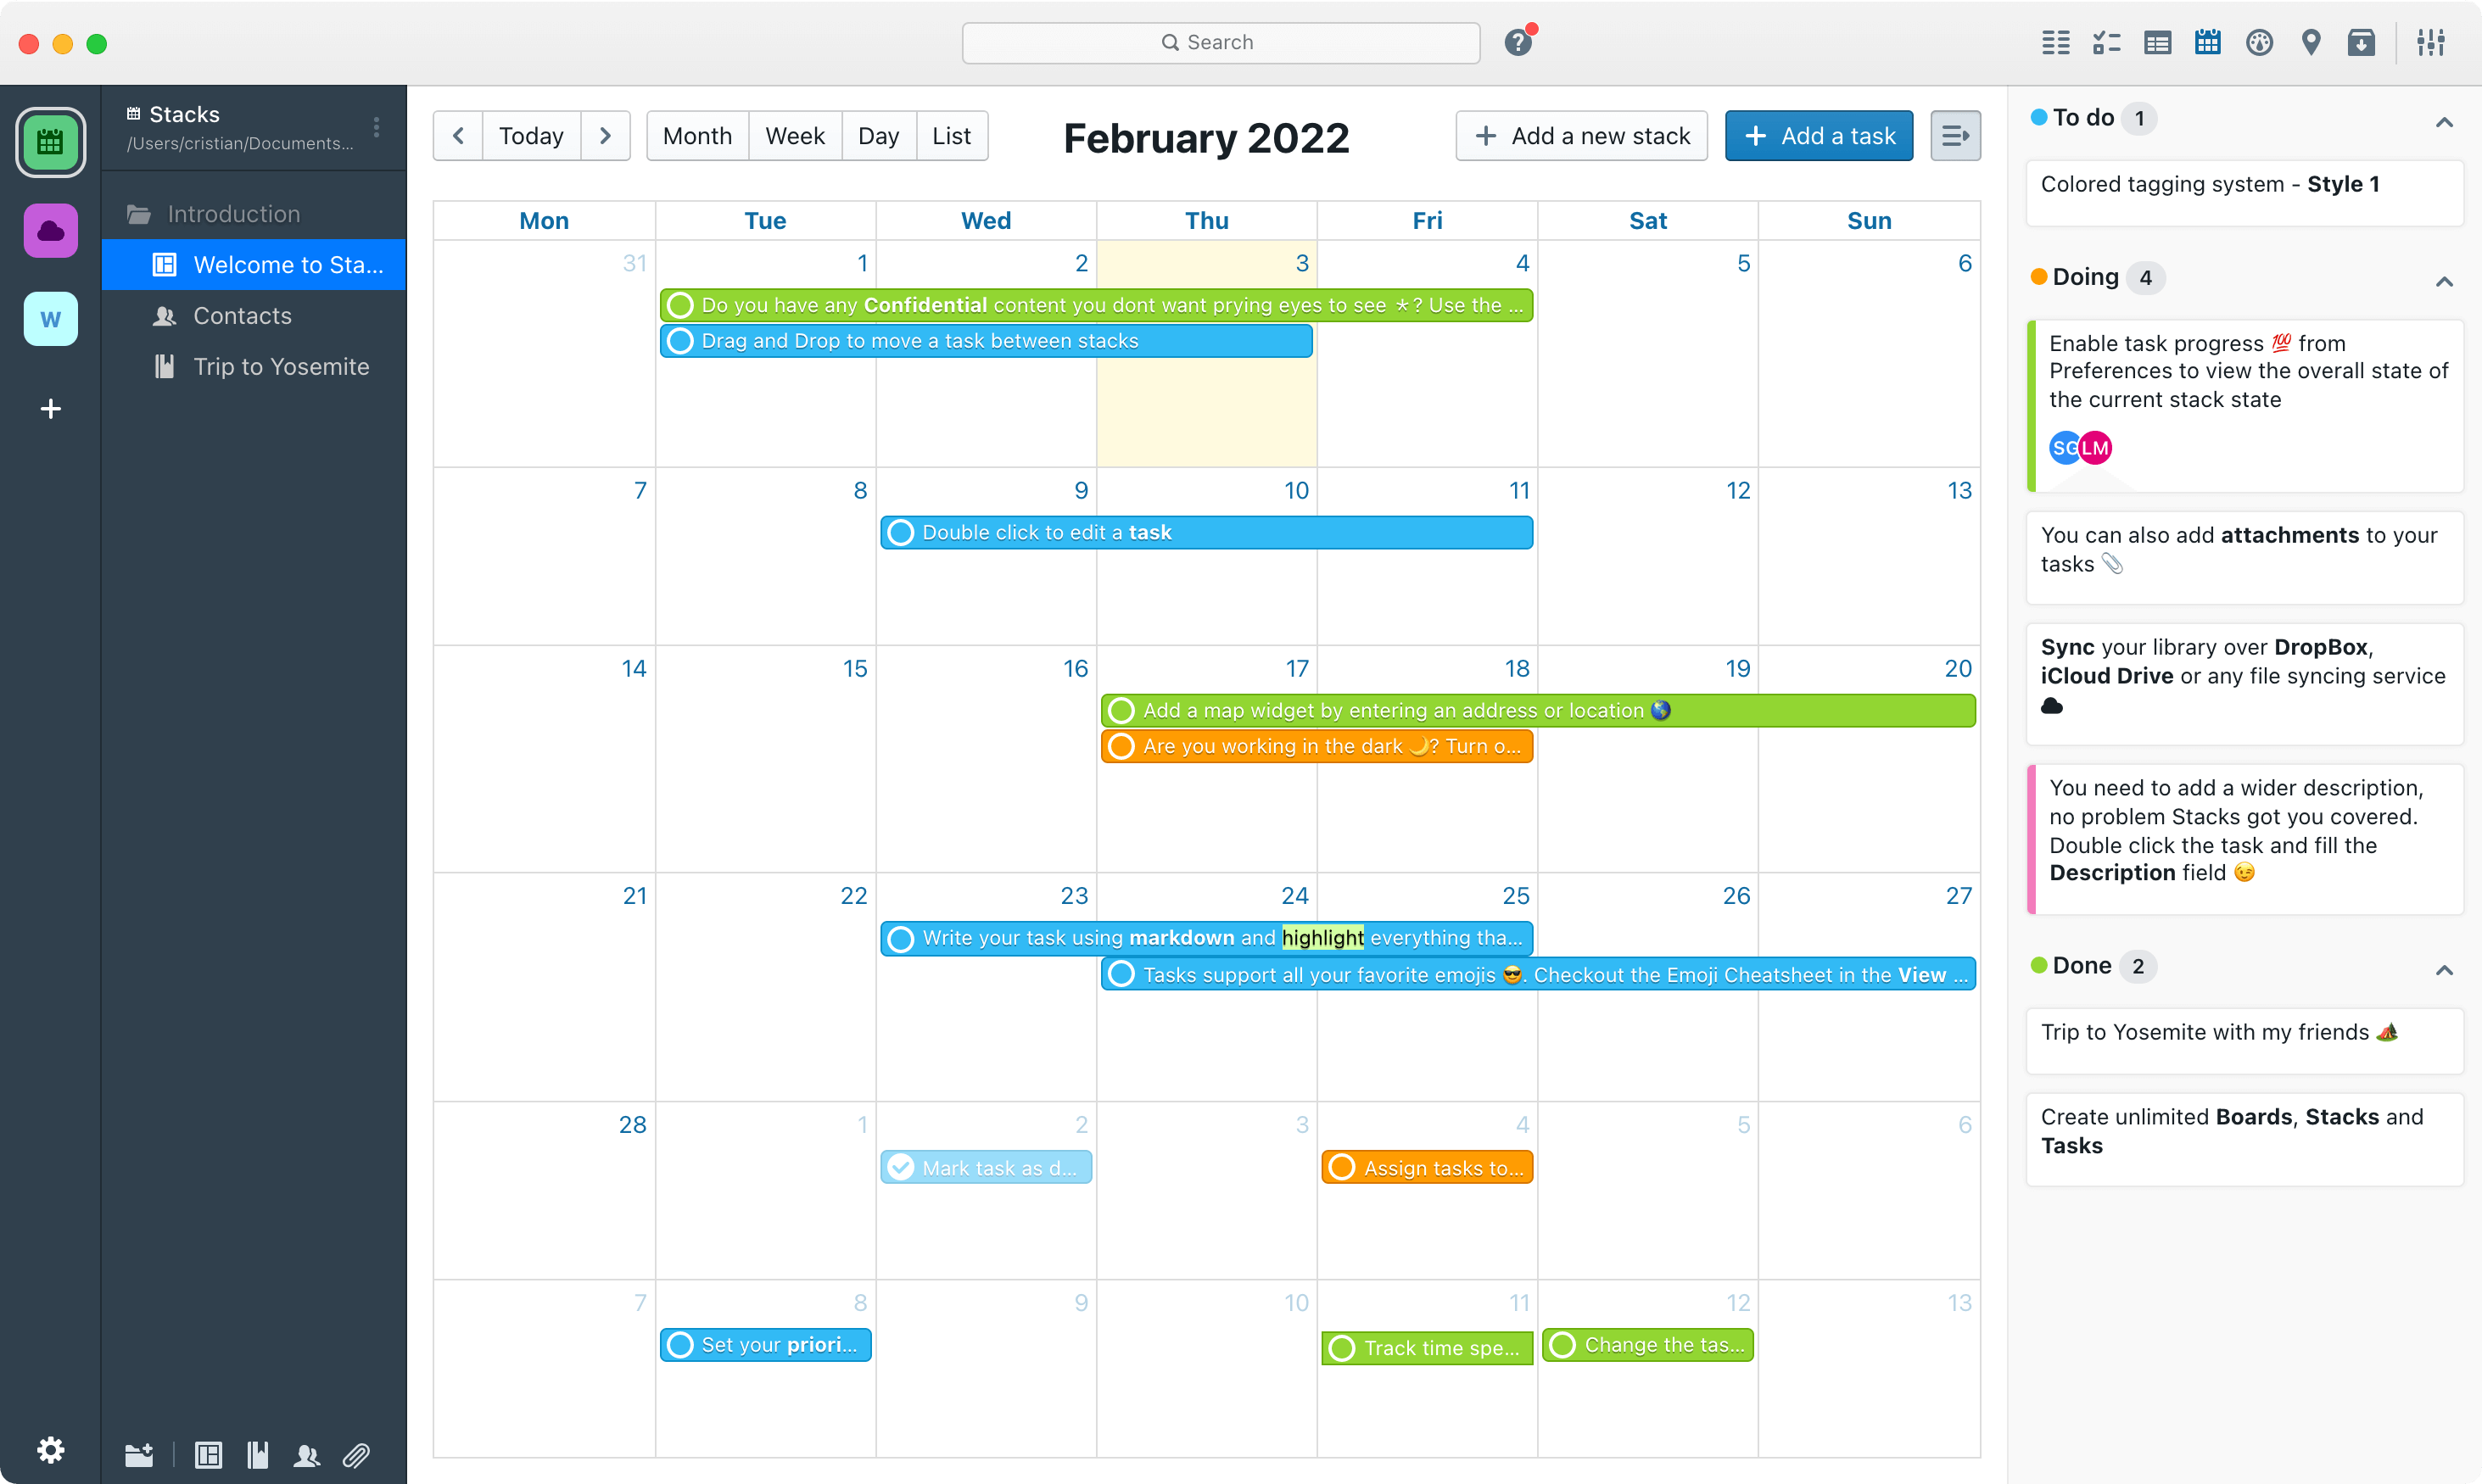 Search
?
Stacks
/Users/cristian/Documents...
Introduction
Welcome to Sta...
Contacts
Trip to Yosemite
W
Today
Month
Week
Day
List
February 2022
Add a new stack
Add a task
Mon Tue Wed Thu Fri Sat Sun
31 1 2 3 4 5 6
Do you have any Confidential content you dont want prying eyes to see *? Use the ...
Drag and Drop to move a task between stacks
7 8 9 10 11 12 13
Double click to edit a task
14 15 16 17 18 19 20
Add a map widget by entering an address or location 🌎
Are you working in the dark 🌙? Turn o...
21 22 23 24 25 26 27
Write your task using markdown and highlight everything tha...
Tasks support all your favorite emojis 😎. Checkout the Emoji Cheatsheet in the View ...
28 1 2 3 4 5 6
Mark task as d...
Assign tasks to...
7 8 9 10 11 12 13
Set your priori...
Track time spe...
Change the tas...
To do 1
Colored tagging system - Style 1
Doing 4
Enable task progress 💯 from
Preferences to view the overall state of
the current stack state
LM
You can also add attachments to your
tasks 📎
Sync your library over DropBox,
iCloud Drive or any file syncing service
You need to add a wider description,
no problem Stacks got you covered.
Double click the task and fill the
Description field 😉
Done 2
Trip to Yosemite with my friends 🏕️
Create unlimited Boards, Stacks and
Tasks